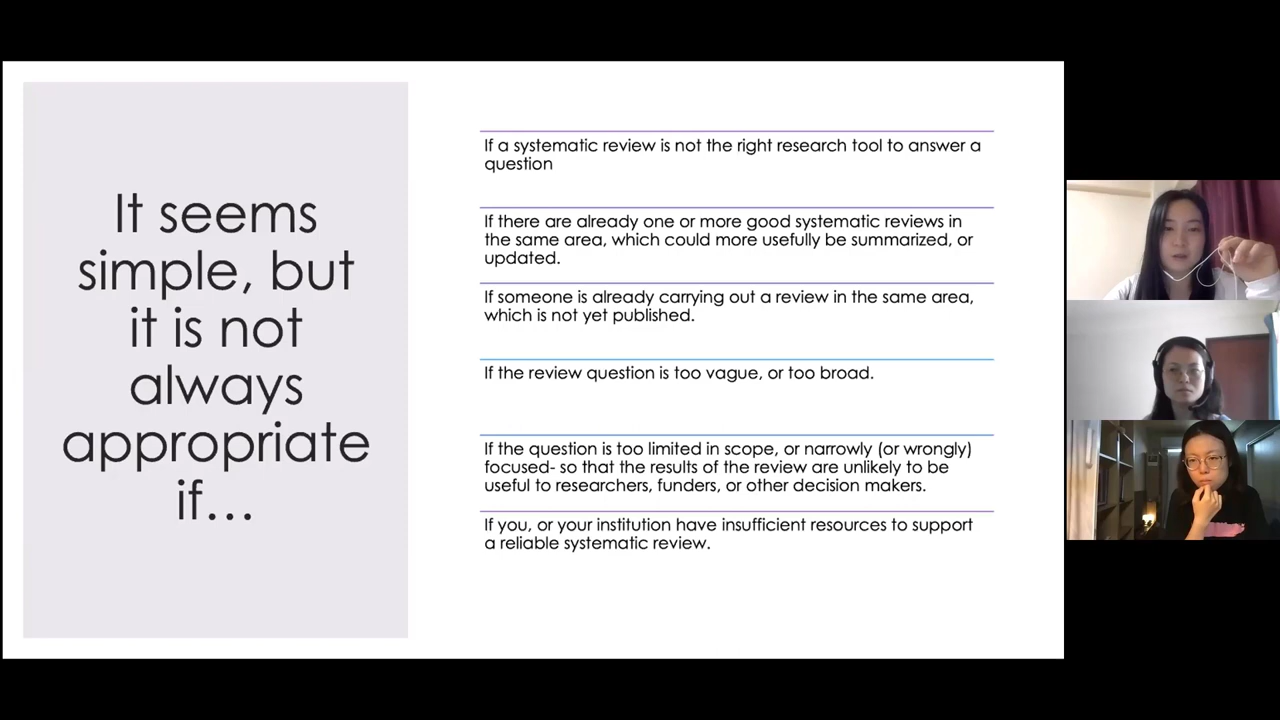 It seems
simple, but
it is not
always
appropriate
if...
If a systematic review is not the right research tool to answer a
question
If there are already one or more good systematic reviews in
the same area, which could more usefully be summarized, or
updated.
If someone is already carrying out a review in the same area,
which is not yet published.
If the review question is too vague, or too broad.
If the question is too limited in scope, or narrowly (or wrongly)
focused- so that the results of the review are unlikely to be
useful to researchers, funders, or other decision makers.
If you, or your institution have insufficient resources to support
a reliable systematic review.